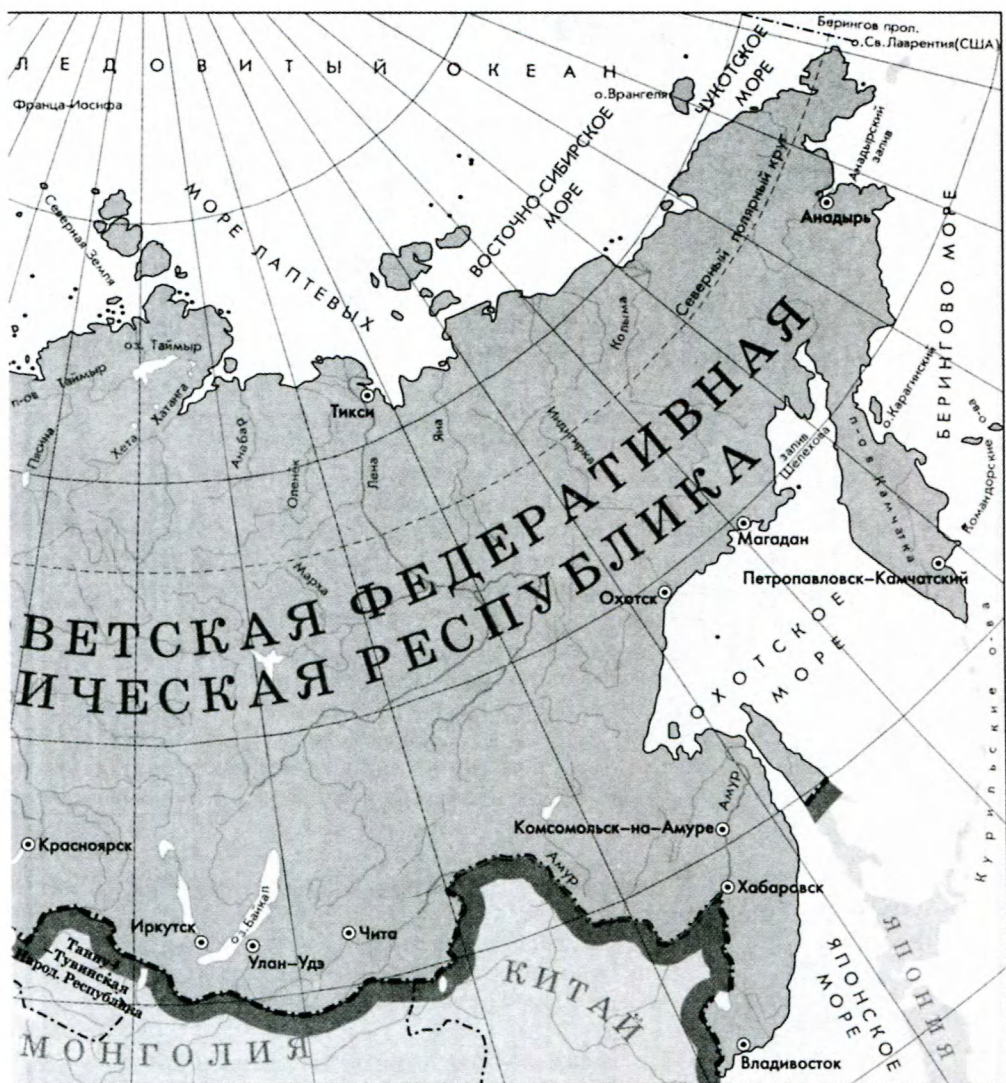 Берингов прол.
о.Св.Лаврентия(США)
ЛЕДОВИТЫЙ ОКЕАН
Франца-Иосифа
о.Врангеля
ЧУКОТСКОЕ
МОРЕ
Анадырский
залив
ВОСТОЧНО-СИБИРСКОЕ
МОРЕ
МОРЕ ЛАПТЕВЫХ
Северная Земля
Северный полярный круг
Анадырь
БЕРИНГОВО МОРЕ
оз. Таймыр
п-ов Таймыр
Тикси
Пясина
Хета
Хатанга
Анабар
Оленек
Лена
Яна
Индигирка
Колыма
Марха
о.Карагинский
Командорские
о-ва
залив
Шелехова
п-ов Камчатка
Магадан
Петропавловск-Камчатский
Охотск
ВЕТСКАЯ ФЕДЕРАТИВНАЯ
ИЧЕСКАЯ РЕСПУБЛИКА
ОХОТСКОЕ
МОРЕ
Курильские о-ва
Амур
Комсомольск-на-Амуре
Амур
Хабаровск
Красноярск
Иркутск
оз.Байкал
Улан-Удэ
Чита
Танну
-Тувинская
Народ. Республика
МОНГОЛИЯ
КИТАЙ
ЯПОНСКОЕ
МОРЕ
ЯПОНИЯ
Владивосток